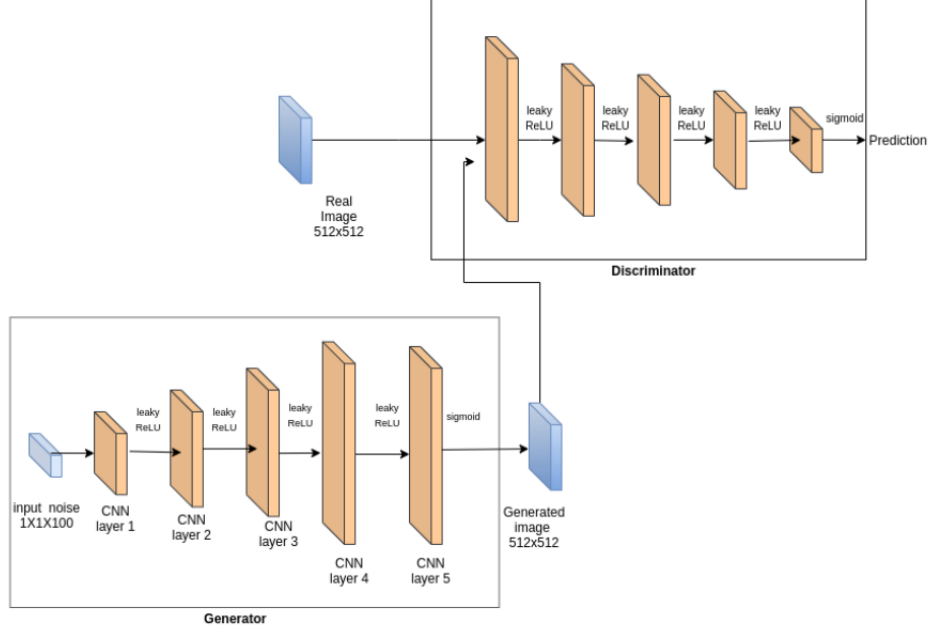 leaky
ReLU
leaky
ReLU
leaky
ReLU
leaky
ReLU
sigmoid
Prediction
Real
Image
512x512
Discriminator
leaky
ReLU
leaky
ReLU
leaky
ReLU
leaky
ReLU
sigmoid
input noise
1X1X100
CNN
layer 1
CNN
layer 2
CNN
layer 3
CNN
layer 4
CNN
layer 5
Generated
image
512x512
Generator